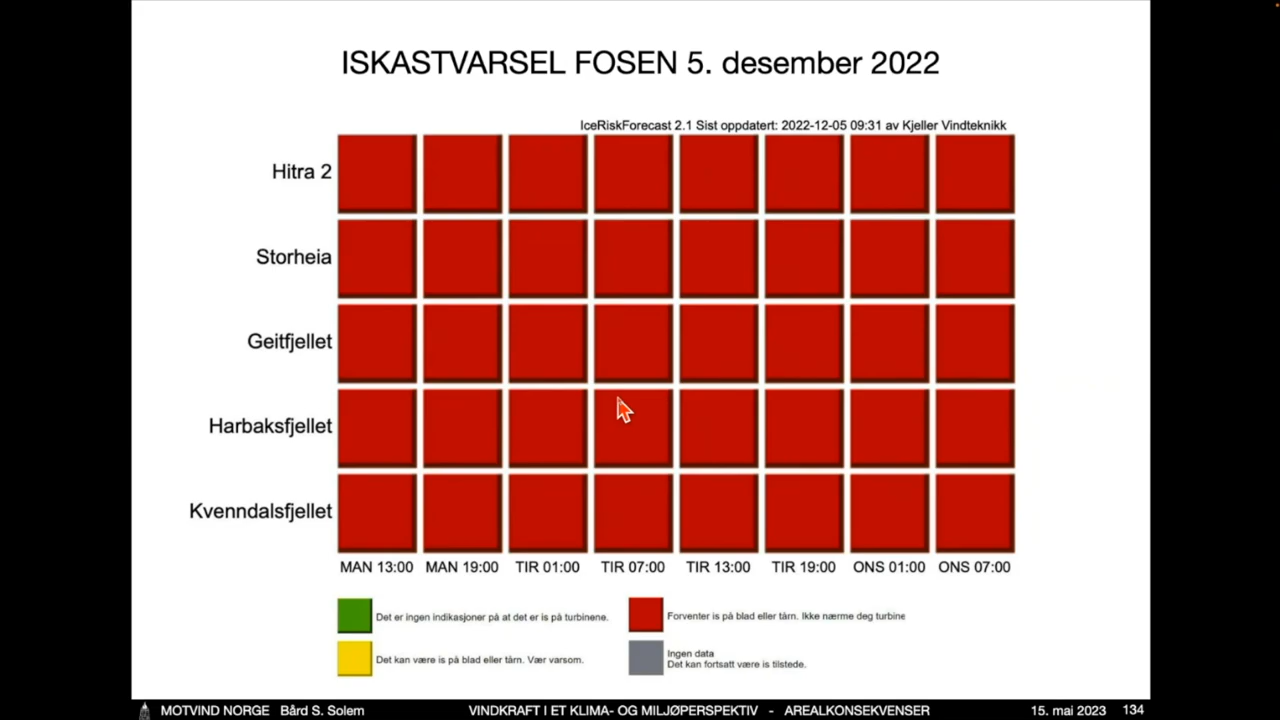 ISKASTVARSEL FOSEN 5. desember 2022
IceRiskForecast 2.1 Sist oppdatert: 2022-12-05 09:31 av Kjeller Vindteknikk
Hitra 2
Storheia
Geitfjellet
Harbaksfjellet
Kvenndalsfjellet
MAN 13:00 MAN 19:00 TIR 01:00 TIR 07:00 TIR 13:00 TIR 19:00 ONS 01:00 ONS 07:00
Det er ingen indikasjoner på at det er is på turbinene.
Forventer is på blad eller tårn. Ikke nærme deg turbine
Det kan være is på blad eller tårn. Vær varsom.
Ingen data
Det kan fortsatt være is tilstede.
MOTVIND NORGE Bård S. Solem VINDKRAFT I ET KLIMA- OG MILJØPERSPEKTIV - AREALKONSEKVENSER 15. mai 2023 134